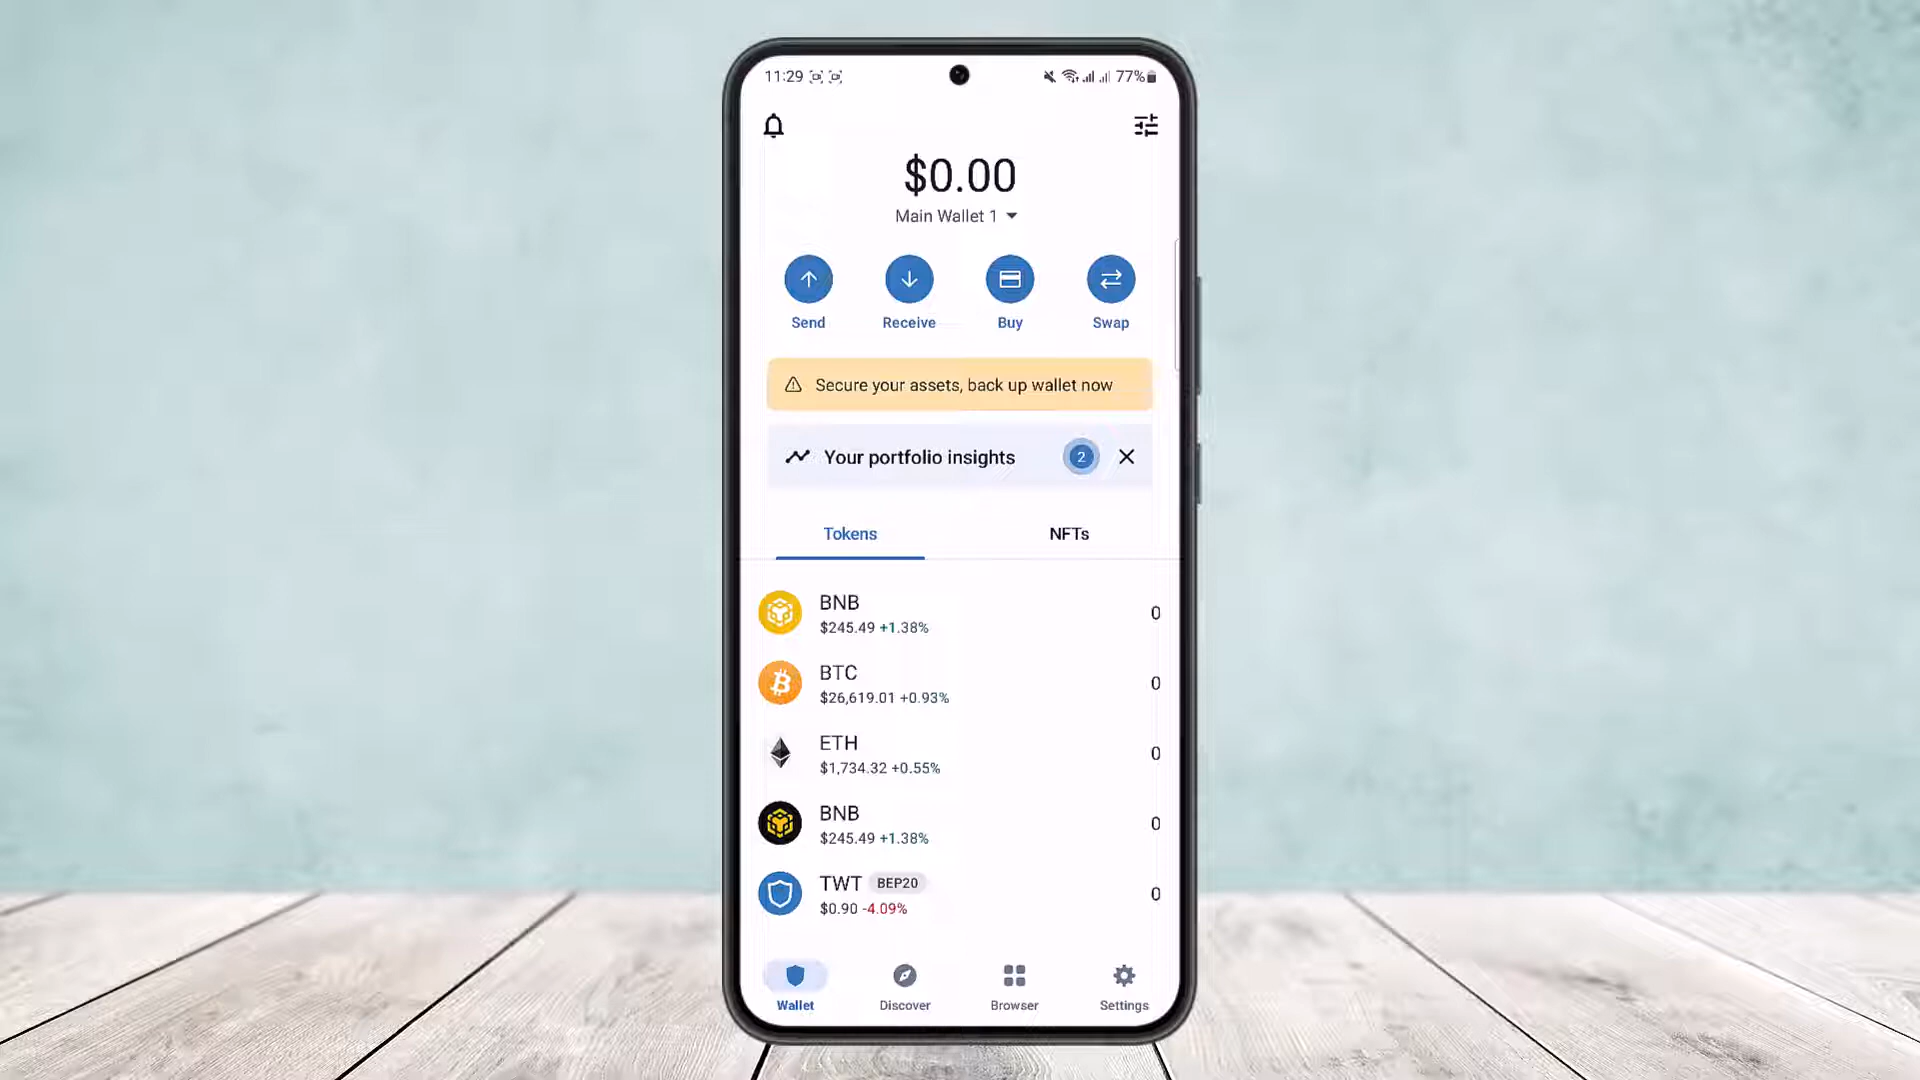 11:29 77%
$0.00
Main Wallet 1
Send Receive Buy Swap
Secure your assets, back up wallet now
Your portfolio insights 2
Tokens NFTs
BNB
$245.49 +1.38% 0
BTC
$26,619.01 +0.93% 0
ETH
$1,734.32 +0.55% 0
BNB
$245.49 +1.38% 0
TWT BEP20
$0.90 -4.09% 0
Wallet Discover Browser Settings